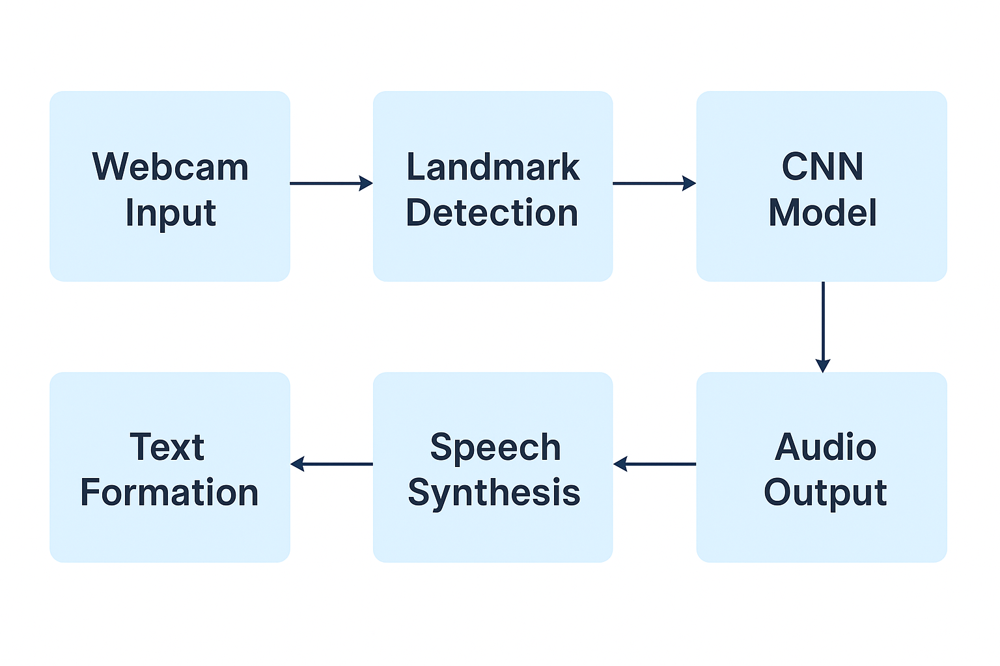 Webcam
Input
Landmark
Detection
CNN
Model
Text
Formation
Speech
Synthesis
Audio
Output